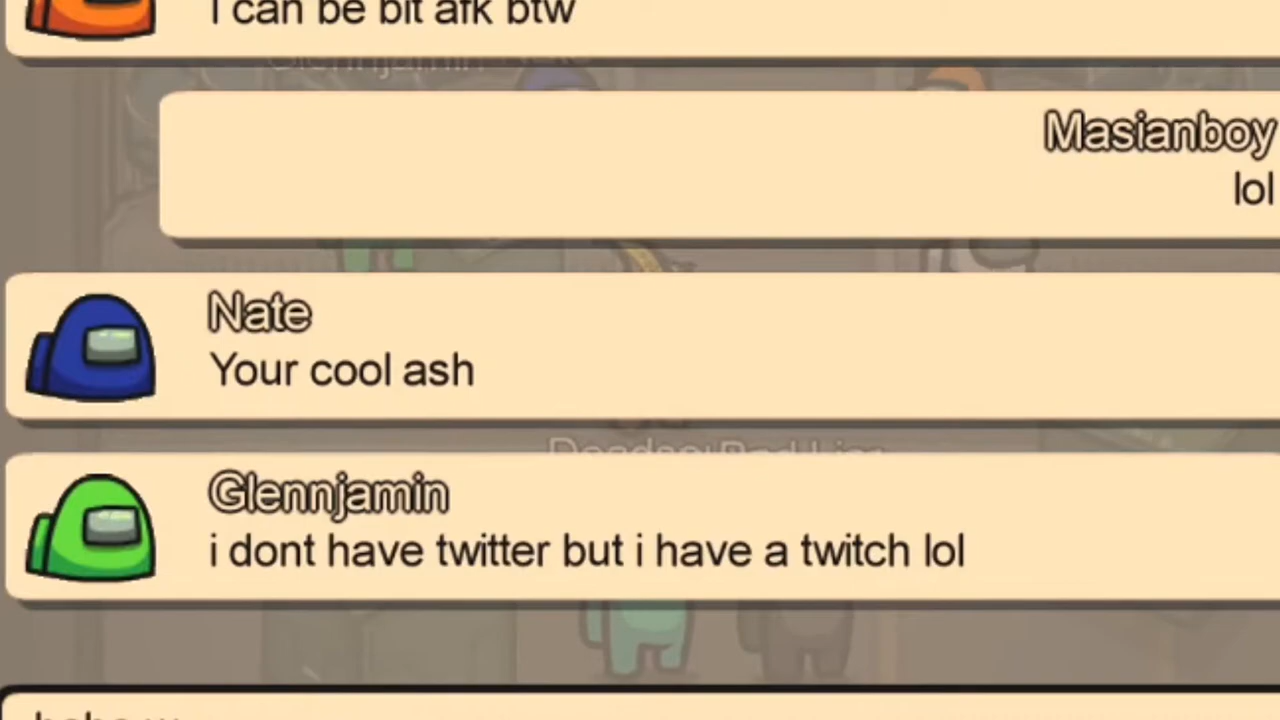 i can be bit afk btw
Masianboy
lol
Nate
Your cool ash
Glennjamin
i dont have twitter but i have a twitch lol